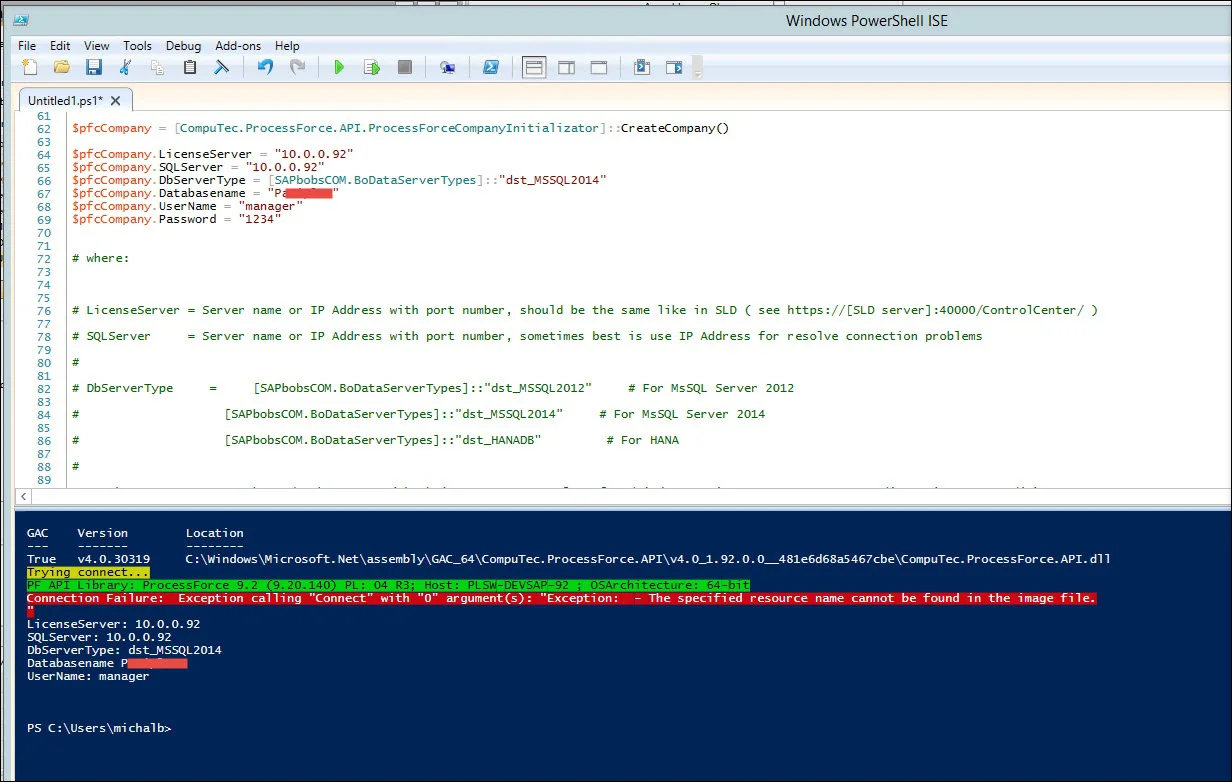 Windows PowerShell ISE
File Edit View Tools Debug Add-ons Help
Untitled1.ps1* X
61
62 $pfcCompany = [CompuTec.ProcessForce.API.ProcessForceCompanyInitializator]::CreateCompany()
63
64 $pfcCompany.LicenseServer = "10.0.0.92"
65 $pfcCompany.SQLServer = "10.0.0.92"
66 $pfcCompany.DbServerType = [SAPbobsCOM.BoDataServerTypes]::"dst_MSSQL2014"
67 $pfcCompany.Databasename = "P"
68 $pfcCompany.UserName = "manager"
69 $pfcCompany.Password = "1234"
70
71
72 # where:
73
74
75
76 # LicenseServer = Server name or IP Address with port number, should be the same like in SLD ( see https://[SLD server]:40000/ControlCenter/ )
77
78 # SQLServer = Server name or IP Address with port number, sometimes best is use IP Address for resolve connection problems
79
80 #
81
82 # DbServerType = [SAPbobsCOM.BoDataServerTypes]::"dst_MSSQL2012" # For MsSQL Server 2012
83
84 # [SAPbobsCOM.BoDataServerTypes]::"dst_MSSQL2014" # For MsSQL Server 2014
85
86 # [SAPbobsCOM.BoDataServerTypes]::"dst_HANADB" # For HANA
87
88 #
89
GAC Version Location
--- ------- --------
True v4.0.30319 C:\Windows\Microsoft.Net\assembly\GAC_64\CompuTec.ProcessForce.API\v4.0_1.92.0.0__481e6d68a5467cbe\CompuTec.ProcessForce.API.dll
Trying connect...
PF API Library: ProcessForce 9.2 (9.20.140) PL: 04 R3; Host: PLSW-DEVSAP-92 ; OSArchitecture: 64-bit
Connection Failure: Exception calling "Connect" with "0" argument(s): "Exception: - The specified resource name cannot be found in the image file.
"
LicenseServer: 10.0.0.92
SQLServer: 10.0.0.92
DbServerType: dst_MSSQL2014
Databasename P
UserName: manager
PS C:\Users\michalb>